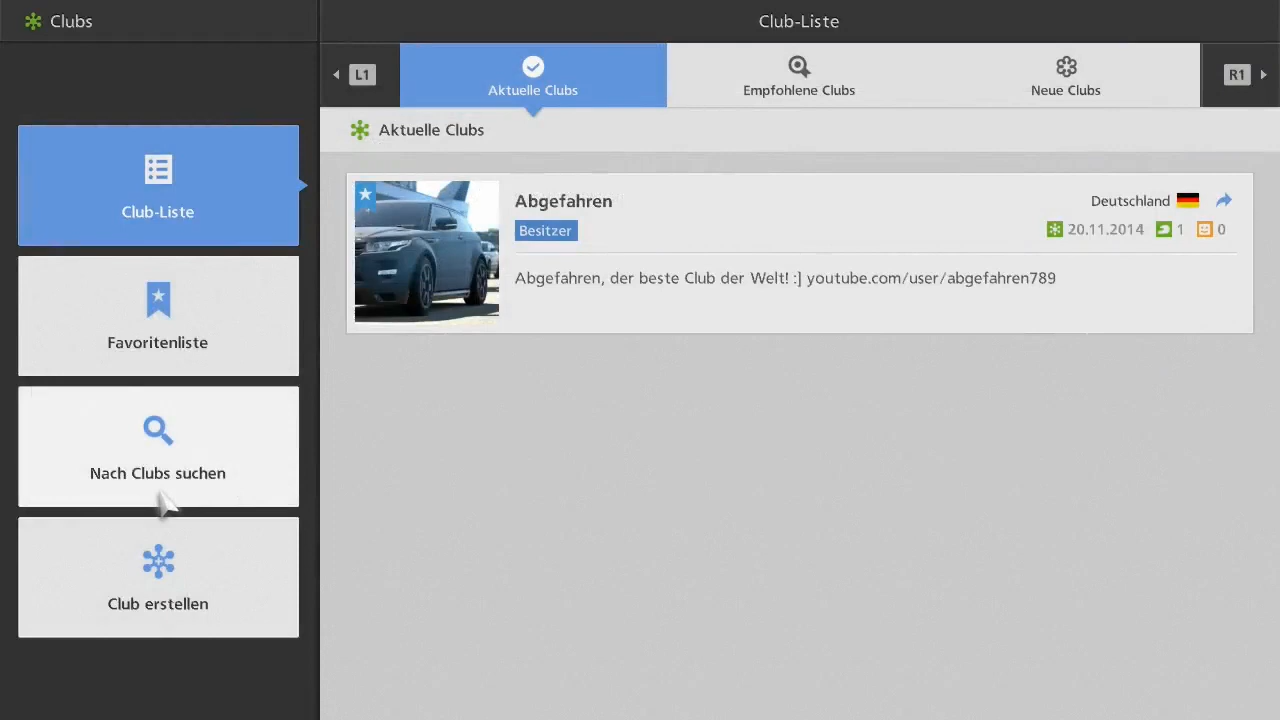 Clubs
Club-Liste
L1
Aktuelle Clubs
Empfohlene Clubs
Neue Clubs
R1
Aktuelle Clubs
Club-Liste
Favoritenliste
Nach Clubs suchen
Club erstellen
Abgefahren
Deutschland
Besitzer
20.11.2014 1 0
Abgefahren, der beste Club der Welt! :] youtube.com/user/abgefahren789